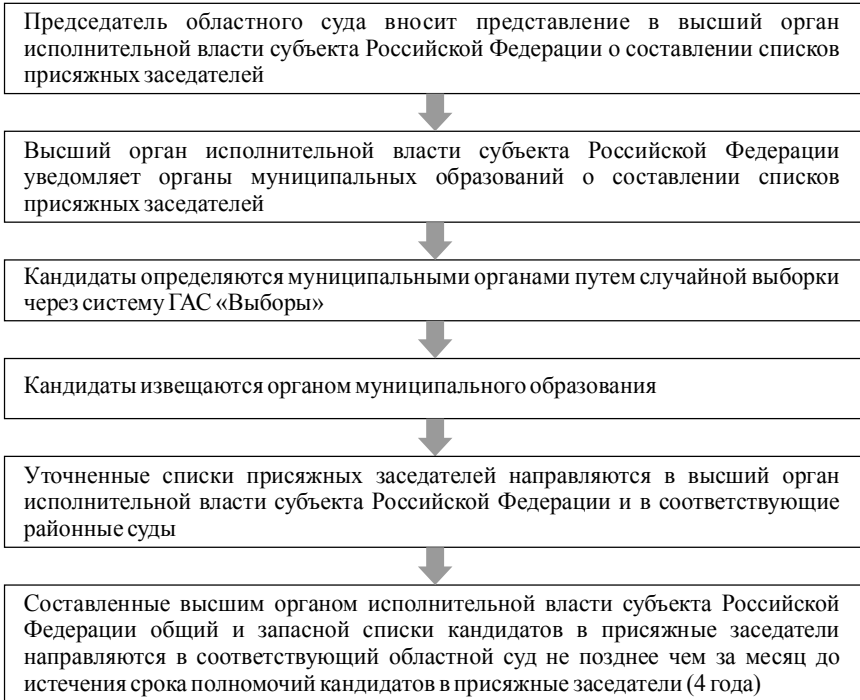 Председатель областного суда вносит представление в высший орган
исполнительной власти субъекта Российской Федерации о составлении списков
присяжных заседателей
Высший орган исполнительной власти субъекта Российской Федерации
уведомляет органы муниципальных образований о составлении списков
присяжных заседателей
Кандидаты определяются муниципальными органами путем случайной выборки
через систему ГАС «Выборы»
Кандидаты извещаются органом муниципального образования
Уточненные списки присяжных заседателей направляются в высший орган
исполнительной власти субъекта Российской Федерации и в соответствующие
районные суды
Составленные высшим органом исполнительной власти субъекта Российской
Федерации общий и запасной списки кандидатов в присяжные заседатели
направляются в соответствующий областной суд не позднее чем за месяц до
истечения срока полномочий кандидатов в присяжные заседатели (4 года)